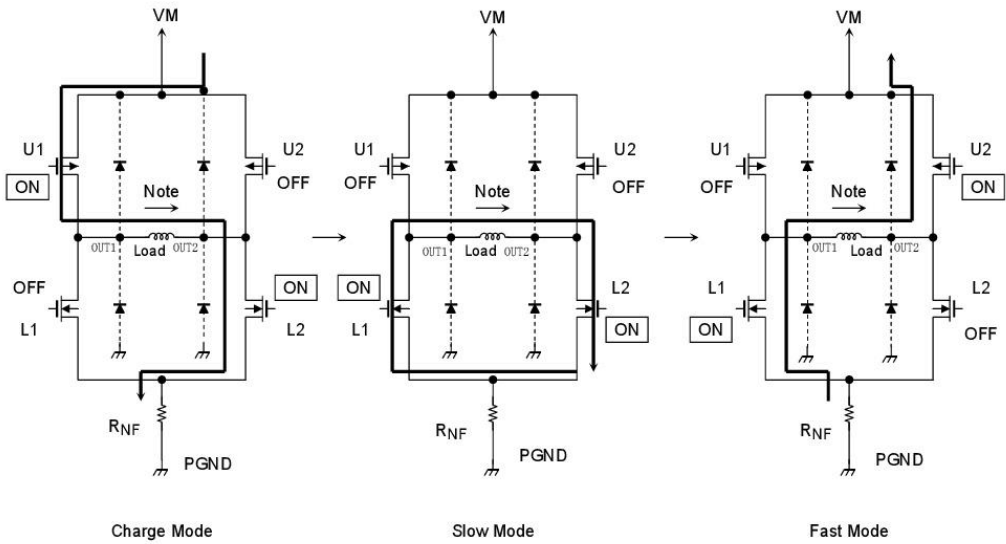 VM
U1
ON
U2
OFF
Note
OUT1
Load
OUT2
OFF
L1
ON
L2
RNF
PGND
Charge Mode
VM
U1
OFF
U2
OFF
Note
OUT1
Load
OUT2
ON
L1
L2
ON
RNF
PGND
Slow Mode
VM
U1
OFF
U2
ON
Note
OUT1
Load
OUT2
L1
ON
L2
OFF
RNF
PGND
Fast Mode